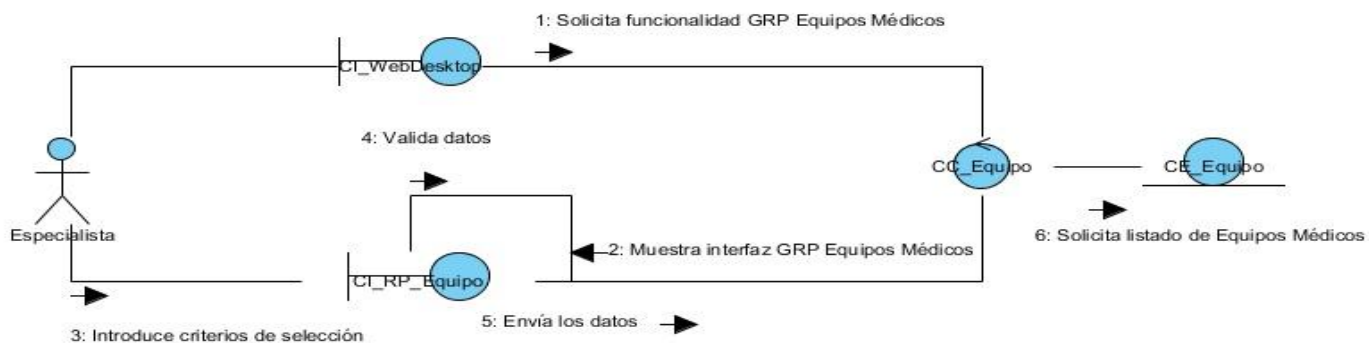 1: Solicita funcionalidad GRP Equipos Médicos
CI_WebDesktop
4: Valida datos
CC_Equipo
CE_Equipo
Especialista
6: Solicita listado de Equipos Médicos
2: Muestra interfaz GRP Equipos Médicos
CI_RP_Equipo
5: Envía los datos
3: Introduce criterios de selección